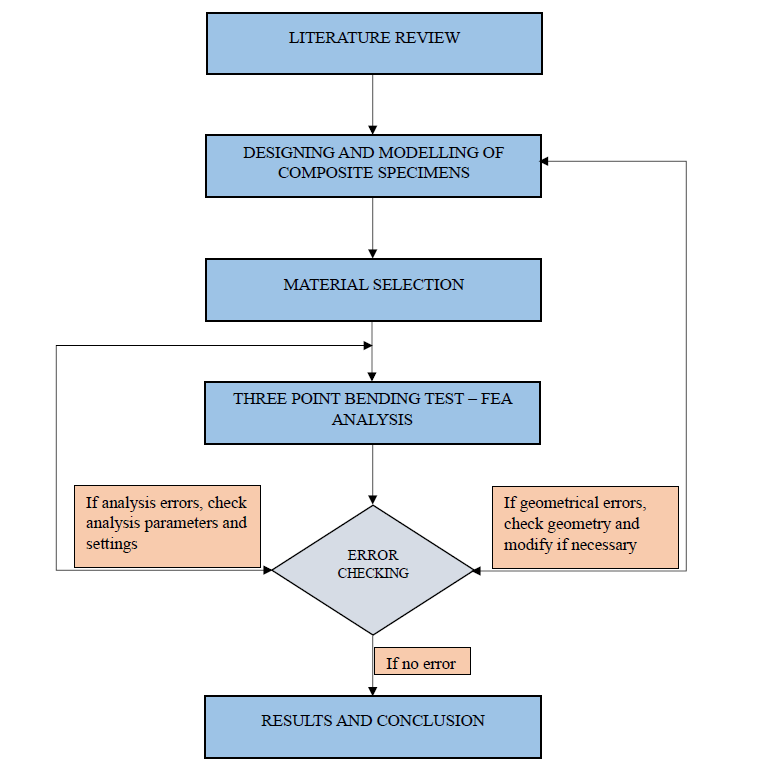 LITERATURE REVIEW
DESIGNING AND MODELLING OF
COMPOSITE SPECIMENS
MATERIAL SELECTION
THREE POINT BENDING TEST – FEA
ANALYSIS
If analysis errors, check
analysis parameters and
settings
If geometrical errors,
check geometry and
modify if necessary
ERROR
CHECKING
If no error
RESULTS AND CONCLUSION